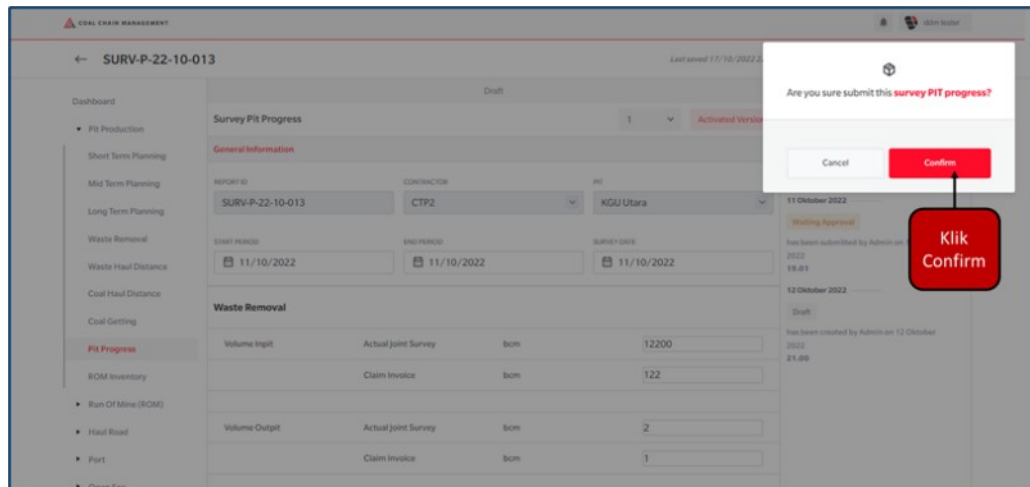 COAL CHAIN MANAGEMENT
ddm tester
← SURV-P-22-10-013
Last saved 17/10/2022
Are you sure submit this survey PIT progress?
Cancel
Confirm
Klik
Confirm
Dashboard
Pit Production
Short Term Planning
Mid Term Planning
Long Term Planning
Waste Removal
Waste Haul Distance
Coal Haul Distance
Coal Getting
Pit Progress
ROM Inventory
Run Of Mine (ROM)
Haul Road
Port
Draft
Survey Pit Progress
1
Activated Version
General Information
REPORT ID
CONTRACTOR
PIT
SURV-P-22-10-013
CTP2
KGU Utara
START PERIOD
END PERIOD
SURVEY DATE
11/10/2022
11/10/2022
11/10/2022
Waste Removal
Volume Inpit
Actual Joint Survey
bcm
12200
Claim Invoice
bcm
122
Volume Outpit
Actual Joint Survey
bcm
2
Claim Invoice
bcm
1
11 Oktober 2022
Waiting Approval
has been submitted by Admin on
2022
19.01
12 Oktober 2022
Draft
has been created by Admin on 12 Oktober
2022
21.00